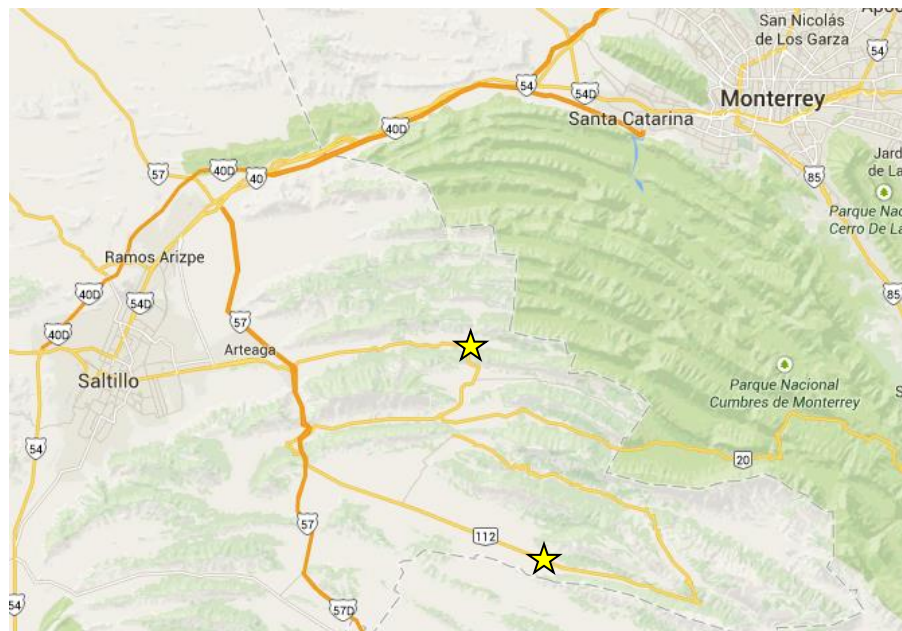 Apod
San Nicolás
de Los Garza
54
54
54D
Monterrey
Santa Catarina
40D
57
40D
40
85
Jard
de La
Parque Nac
Cerro De La
Ramos Arizpe
40D
54D
85
57
40D
Arteaga
Saltillo
Parque Nacional
Cumbres de Monterrey
S
54
20
57
112
54
57D